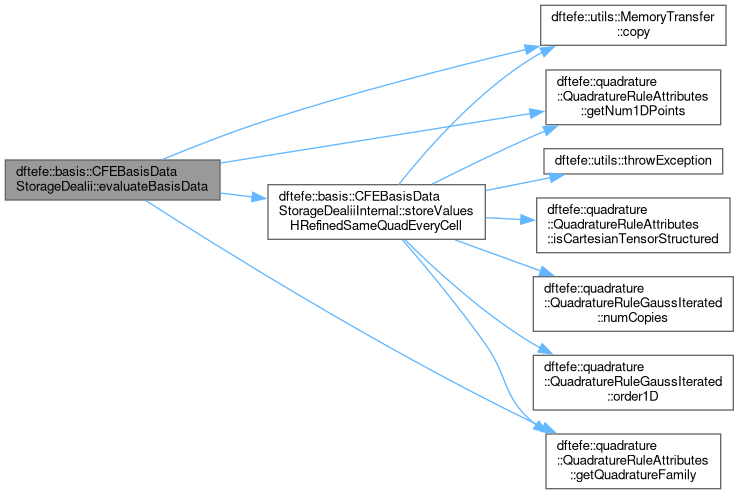 dftefe::basis::CFEBasisData
StorageDealii::evaluateBasisData
dftefe::basis::CFEBasisData
StorageDealiiInternal::storeValues
HRefinedSameQuadEveryCell
dftefe::utils::MemoryTransfer
::copy
dftefe::quadrature
::QuadratureRuleAttributes
::getNum1DPoints
dftefe::utils::throwException
dftefe::quadrature
::QuadratureRuleAttributes
::isCartesianTensorStructured
dftefe::quadrature
::QuadratureRuleGaussIterated
::numCopies
dftefe::quadrature
::QuadratureRuleGaussIterated
::order1D
dftefe::quadrature
::QuadratureRuleAttributes
::getQuadratureFamily